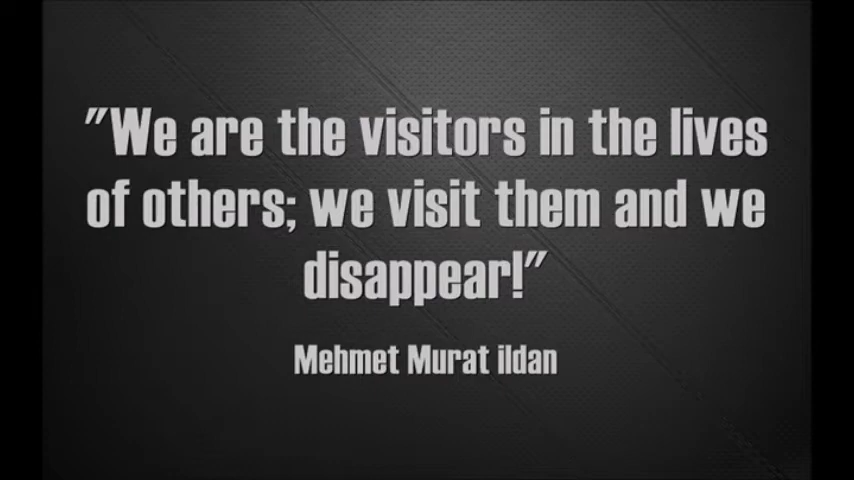 "We are the visitors in the lives
of others; we visit them and we
disappear!"
Mehmet Murat ildan